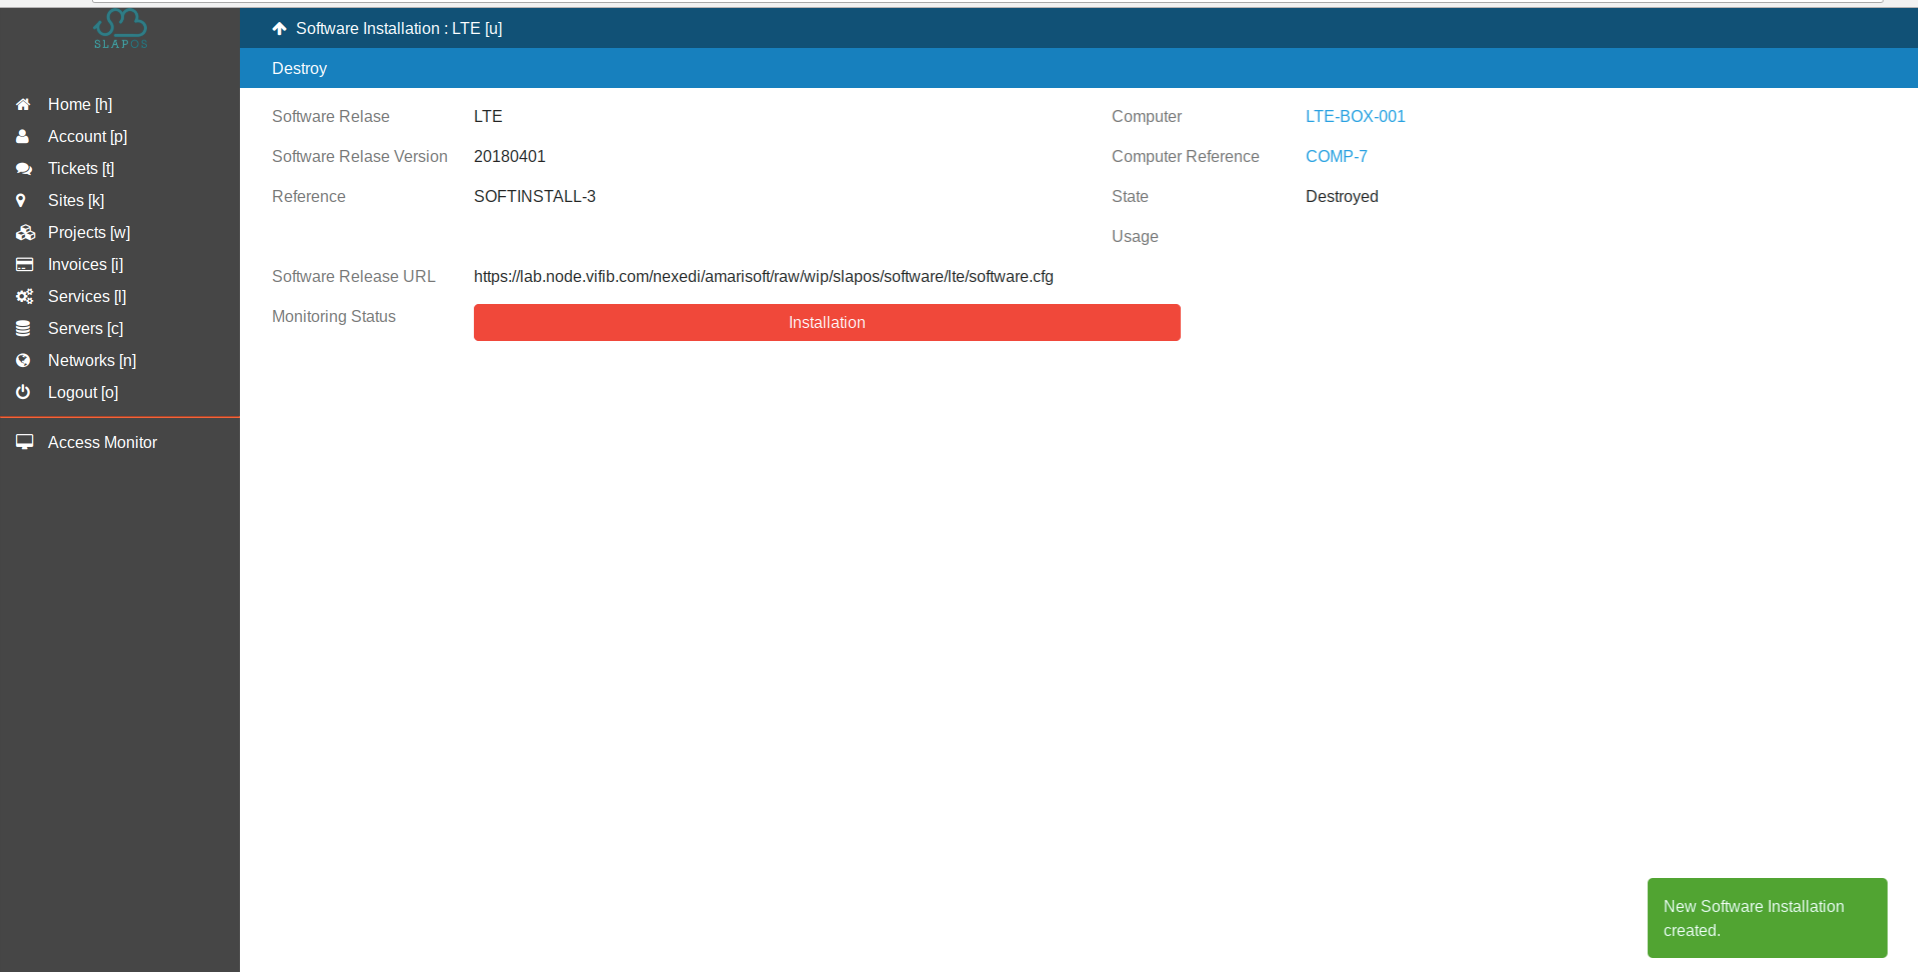 SLAPOS
Home [h]
Account [p]
Tickets [t]
Sites [k]
Projects [w]
Invoices [i]
Services [l]
Servers [c]
Networks [n]
Logout [o]
Access Monitor
Software Installation : LTE [u]
Destroy
Software Relase LTE
Computer LTE-BOX-001
Software Relase Version 20180401
Computer Reference COMP-7
Reference SOFTINSTALL-3
State Destroyed
Usage
Software Release URL https://lab.node.vifib.com/nexedi/amarisoft/raw/wip/slapos/software/lte/software.cfg
Monitoring Status Installation
New Software Installation
created.